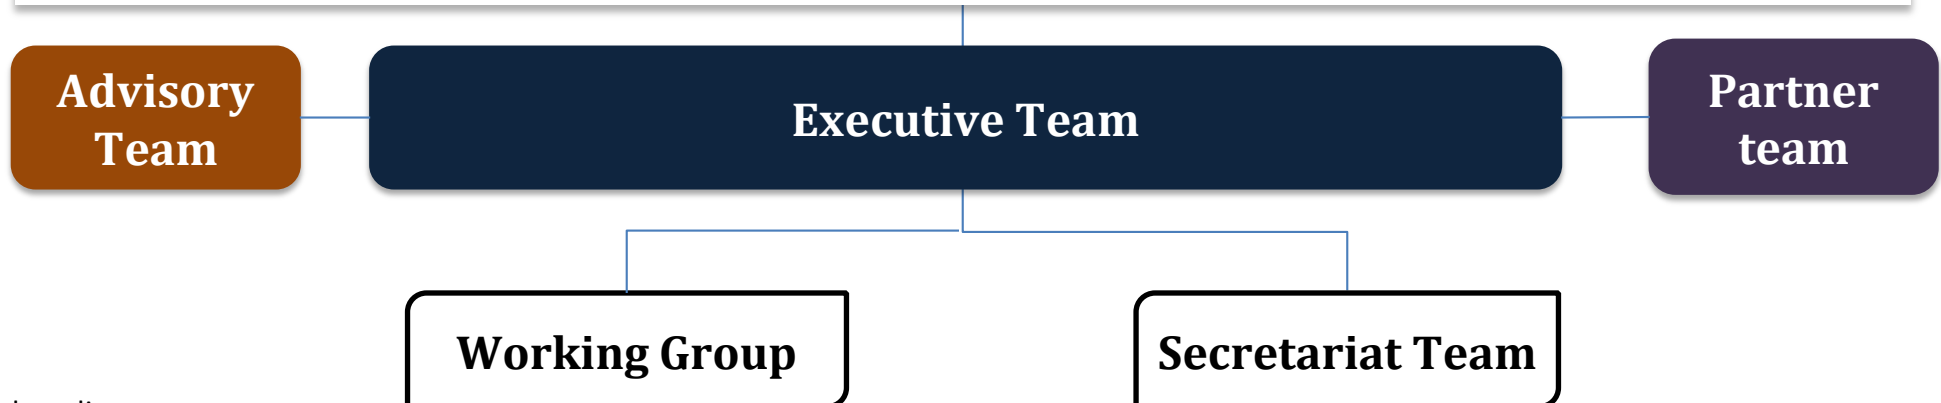 Advisory
Team
Executive Team
Partner
team
Working Group
Secretariat Team